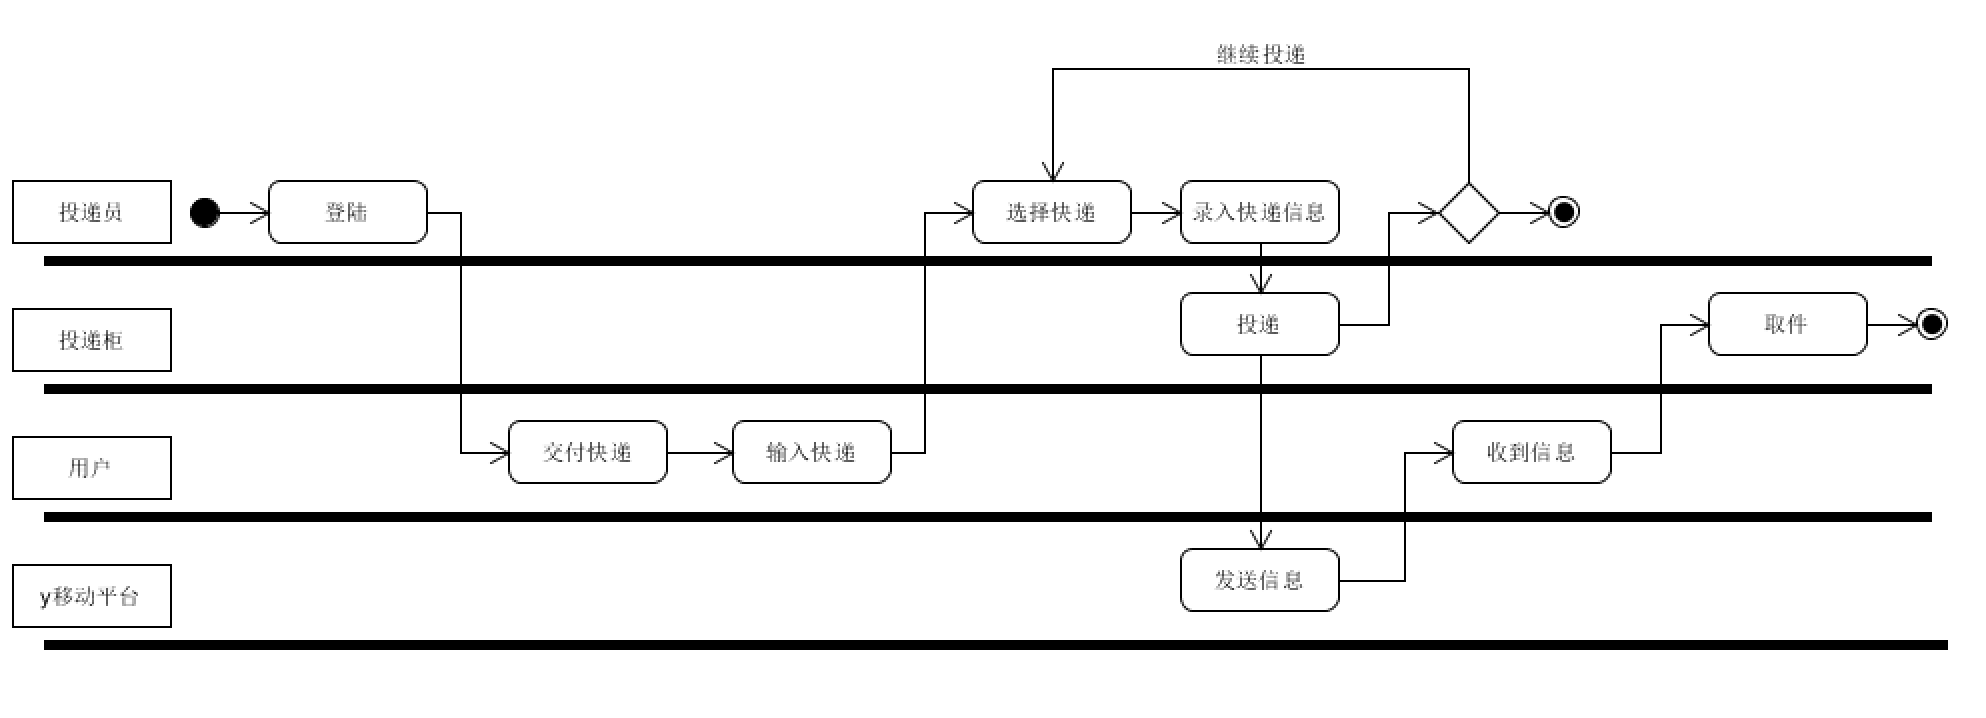 继续投递
投递员
登陆
选择快递
录入快递信息
投递柜
投递
取件
用户
交付快递
输入快递
收到信息
y移动平台
发送信息